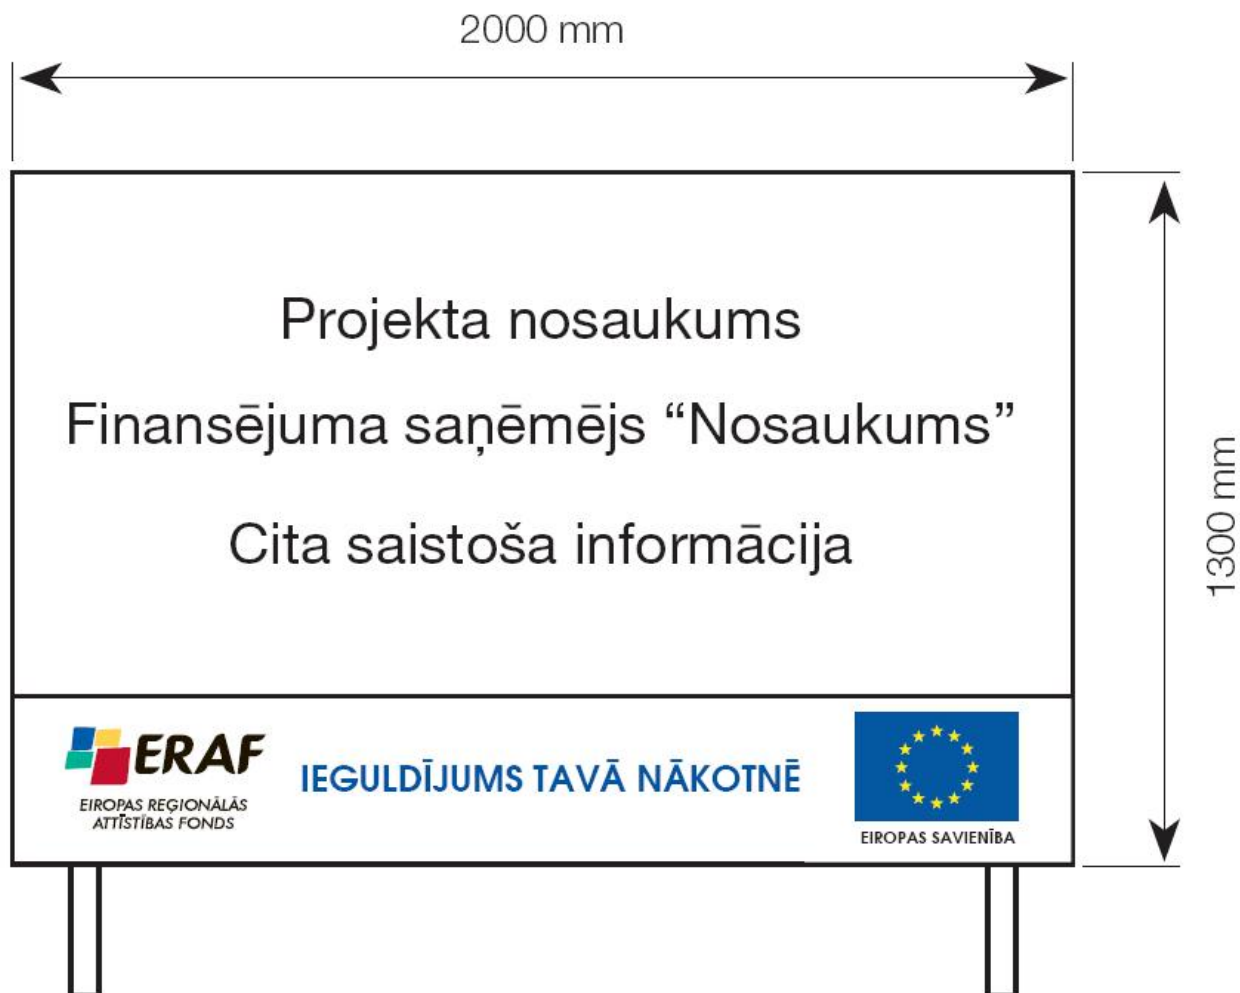 2000 mm
Projekta nosaukums
Finansējuma saņēmējs “Nosaukums”
Cita saistoša informācija
1300 mm
ERAF
EIROPAS REĢIONĀLĀS
ATTĪSTĪBAS FONDS
IEGULDĪJUMS TAVĀ NĀKOTNĒ
EIROPAS SAVIENĪBA